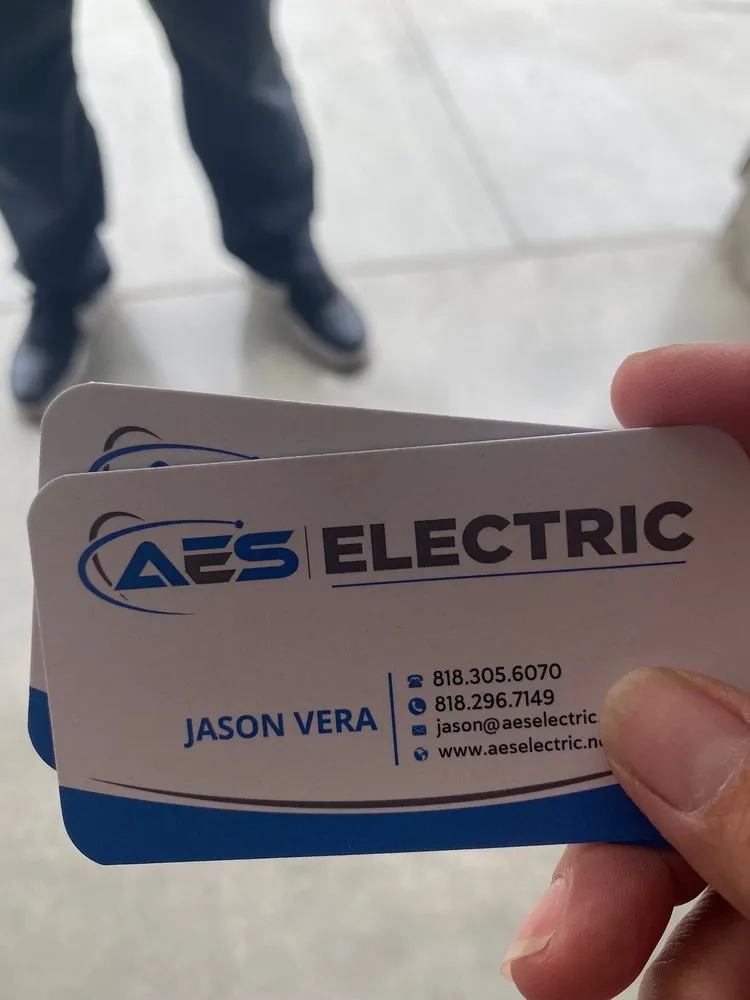 AES ELECTRIC
JASON VERA
818.305.6070
818.296.7149
jason@aeselectric.
www.aeselectric.n